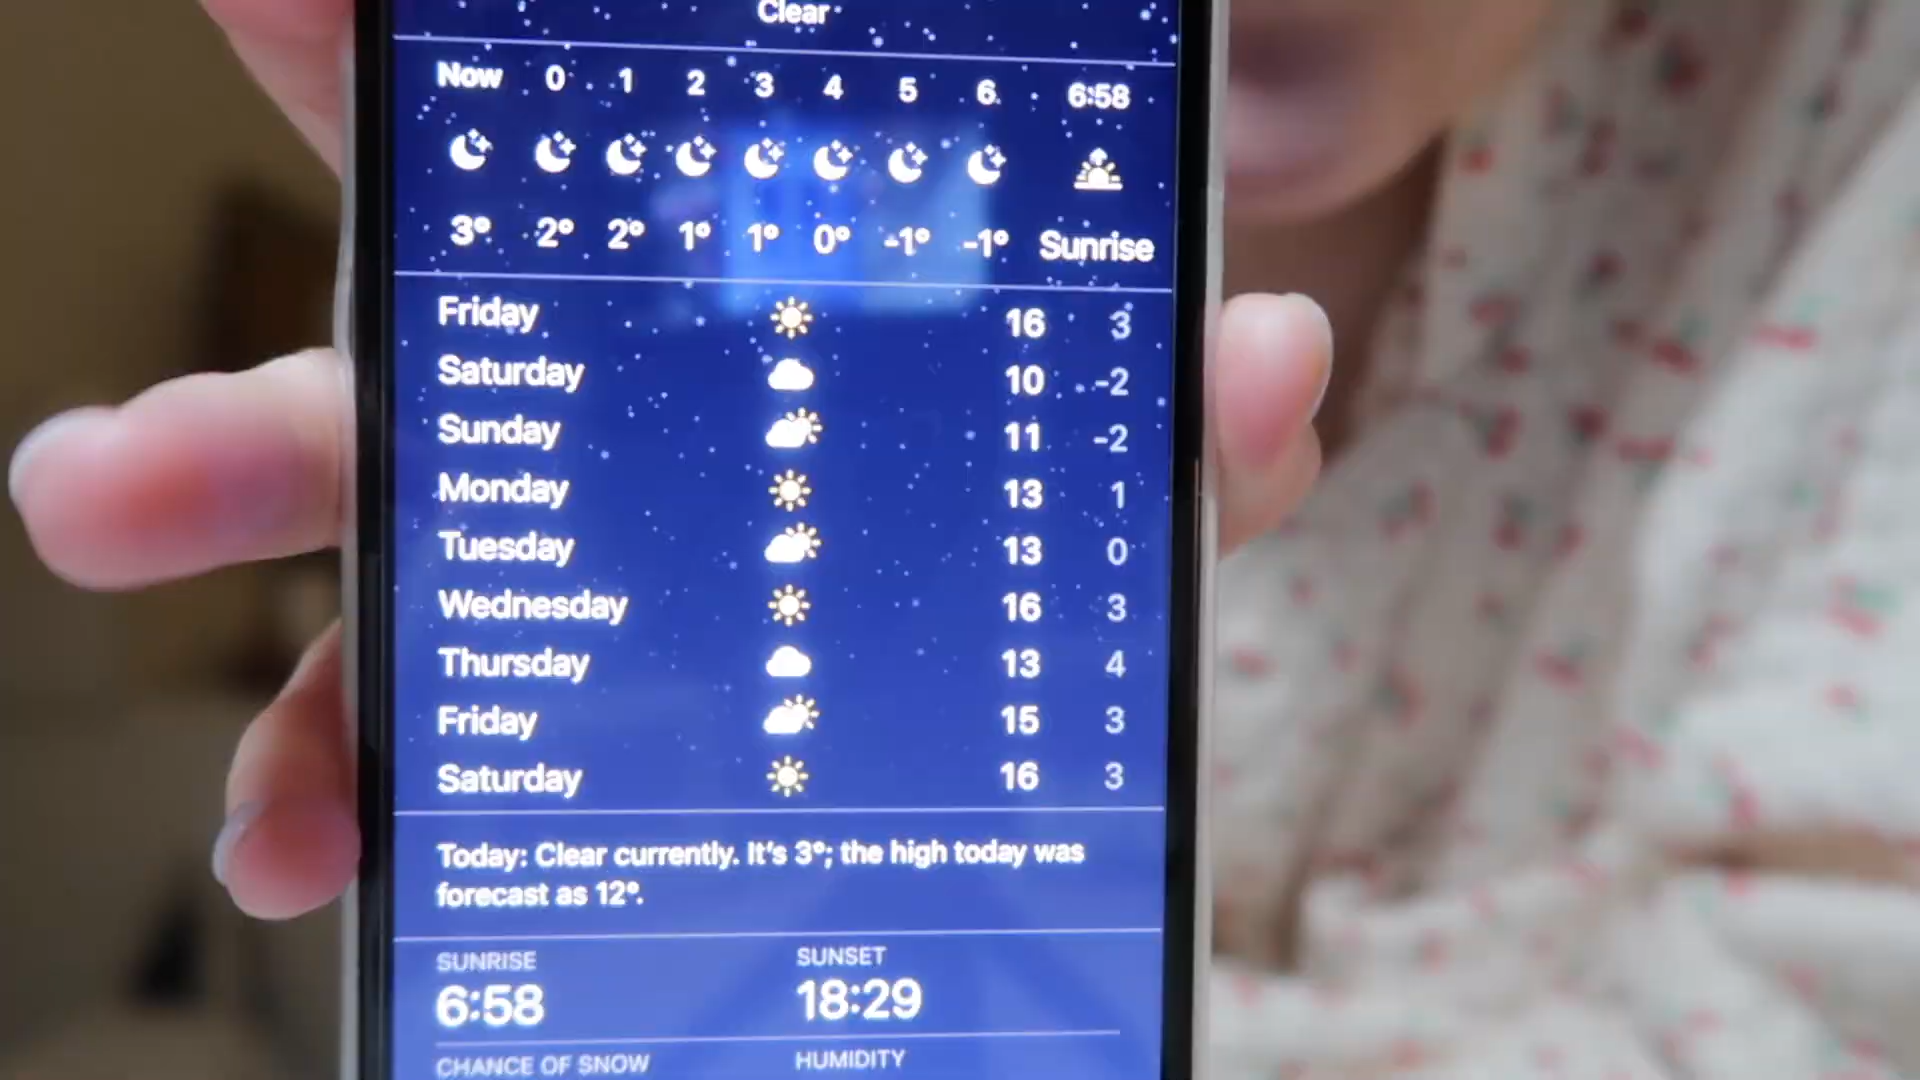 Clear
Now 0 1 2 3 4 5 6 6:58
3° 2° 2° 1° 1° 0° -1° -1° Sunrise
Friday 16 3
Saturday 10 -2
Sunday 11 -2
Monday 13 1
Tuesday 13 0
Wednesday 16 3
Thursday 13 4
Friday 15 3
Saturday 16 3
Today: Clear currently. It's 3°; the high today was
forecast as 12°.
SUNRISE SUNSET
6:58 18:29
CHANCE OF SNOW HUMIDITY